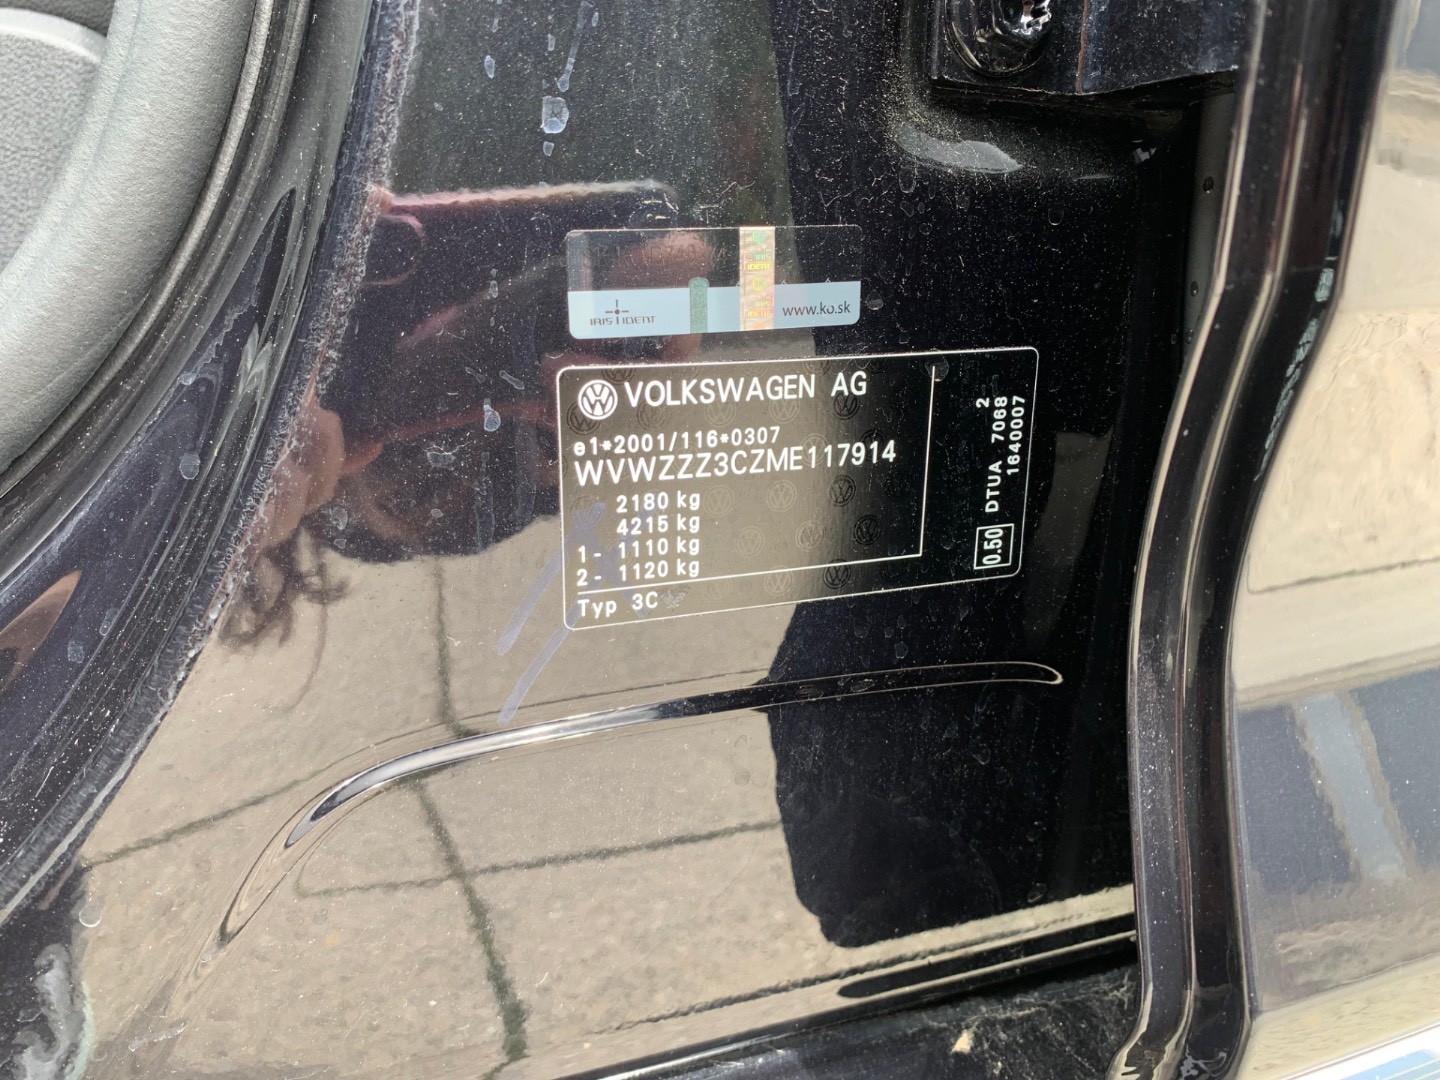 IRIS IDENT
www.ko.sk
VOLKSWAGEN AG
e1*2001/116*0307
WVWZZZ3CZME117914
2180 kg
4215 kg
1- 1110 kg
2- 1120 kg
Typ 3C
2
DTUA 7068
1640007
0.50